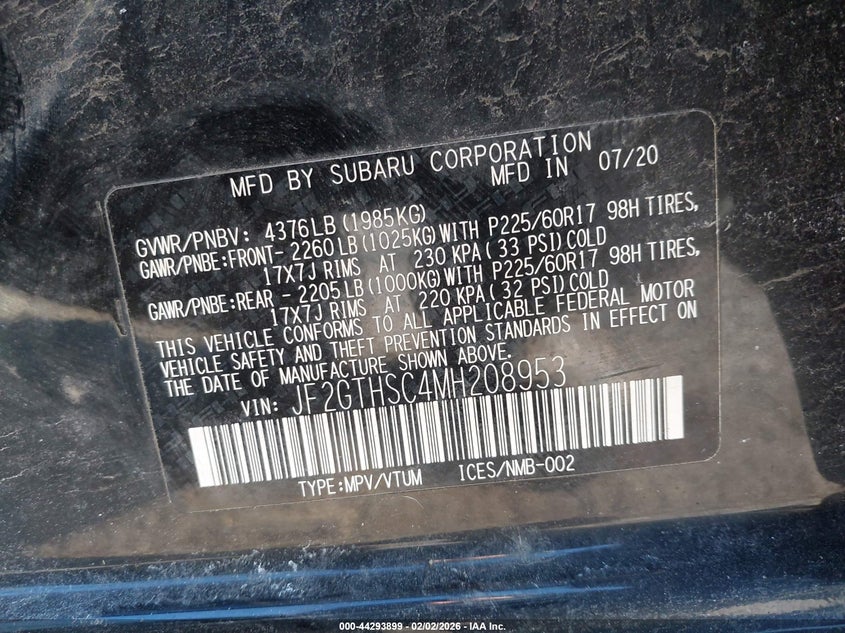 MFD BY SUBARU CORPORATION
MFD IN 07/20
GVWR/PNBV: 4376LB (1985KG)
GAWR/PNBE:FRONT- 2260LB (1025KG) WITH P225/60R17 98H TIRES,
17X7J RIMS AT 230 KPA ( 33 PSI) COLD
GAWR/PNBE:REAR - 2205LB (1000KG) WITH P225/60R17 98H TIRES,
17X7J RIMS AT 220 KPA ( 32 PSI) COLD
THIS VEHICLE CONFORMS TO ALL APPLICABLE FEDERAL MOTOR
VEHICLE SAFETY AND THEFT PREVENTION STANDARDS IN EFFECT ON
THE DATE OF MANUFACTURE SHOWN ABOVE.
VIN: JF2GTHSC4MH208953
TYPE:MPV/VTUM ICES/NMB-002
000-44293899 - 02/02/2026 - IAA Inc.